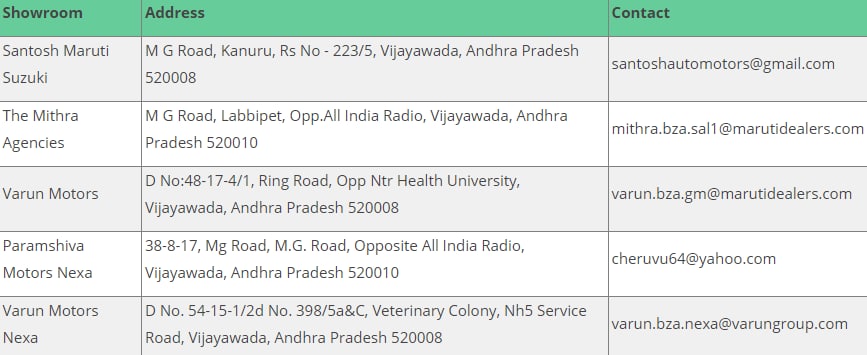 Showroom Address Contact
Santosh Maruti
Suzuki
M G Road, Kanuru, Rs No - 223/5, Vijayawada, Andhra Pradesh
520008
santoshautomotors@gmail.com
The Mithra
Agencies
M G Road, Labbipet, Opp.All India Radio, Vijayawada, Andhra
Pradesh 520010
mithra.bza.sal1@marutidealers.com
Varun Motors
D No:48-17-4/1, Ring Road, Opp Ntr Health University,
Vijayawada, Andhra Pradesh 520008
varun.bza.gm@marutidealers.com
Paramshiva
Motors Nexa
38-8-17, Mg Road, M.G. Road, Opposite All India Radio,
Vijayawada, Andhra Pradesh 520010
cheruvu64@yahoo.com
Varun Motors
Nexa
D No. 54-15-1/2d No. 398/5a&C, Veterinary Colony, Nh5 Service
Road, Vijayawada, Andhra Pradesh 520008
varun.bza.nexa@varungroup.com